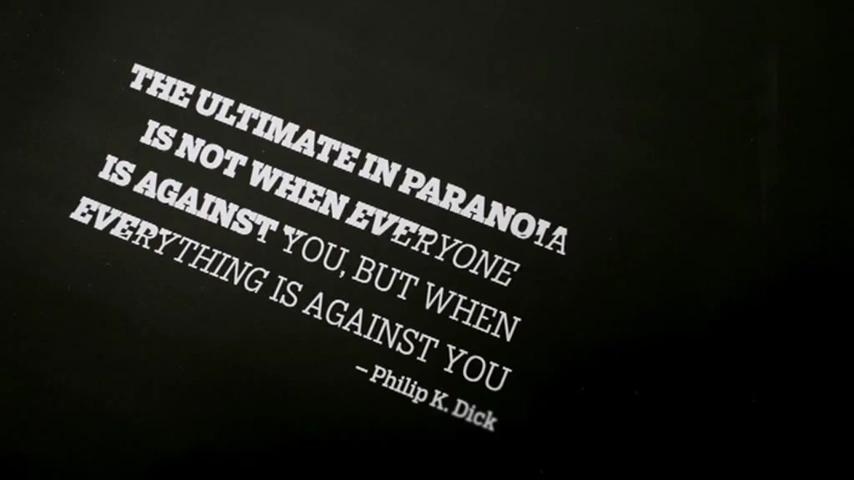 THE ULTIMATE IN PARANOIA
IS NOT WHEN EVERYONE
IS AGAINST YOU, BUT WHEN
EVERYTHING IS AGAINST YOU
– Philip K. Dick